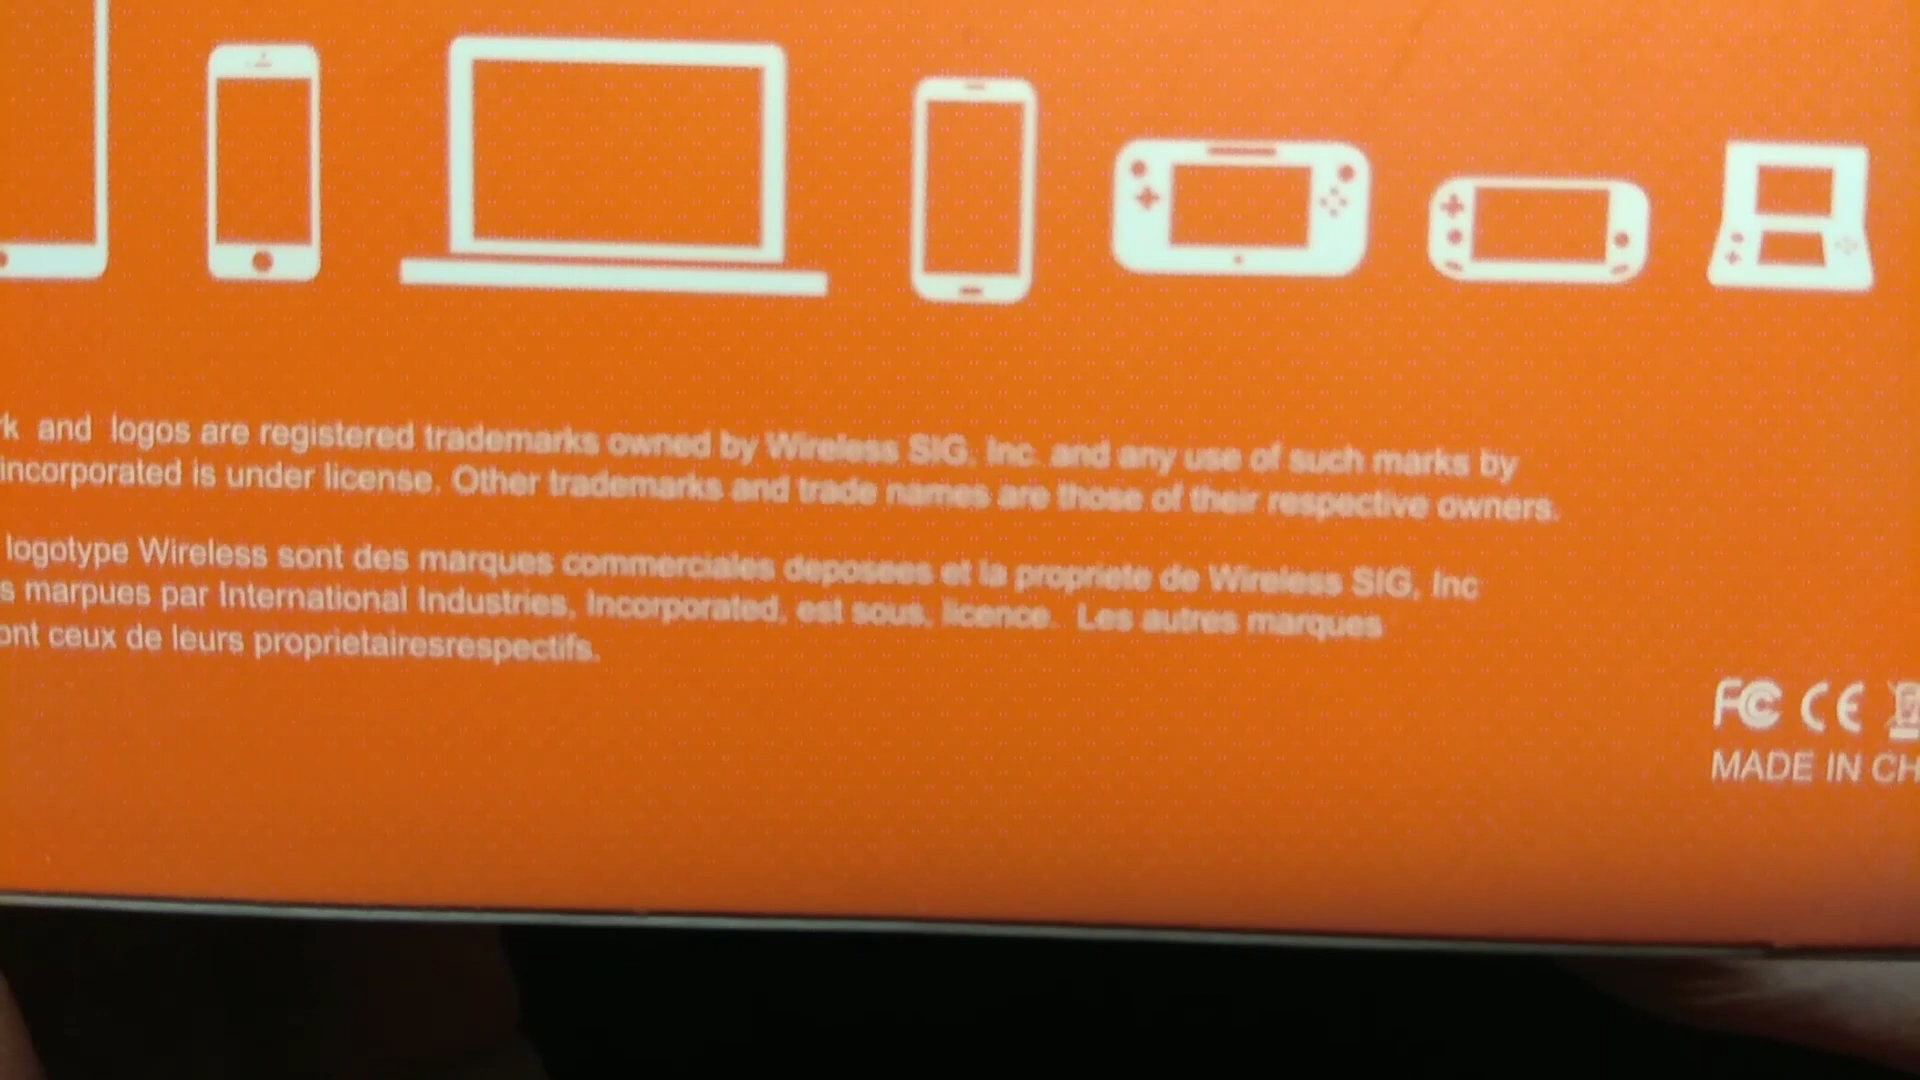 rk and logos are registered trademarks owned by Wireless SIG, Inc. and any use of such marks by
incorporated is under license. Other trademarks and trade names are those of their respective owners.
logotype Wireless sont des marques commerciales deposees et la propriete de Wireless SIG, Inc
s marpues par International Industries, Incorporated, est sous, licence. Les autres marques
ont ceux de leurs proprietairesrespectifs.
FC CE
MADE IN CH